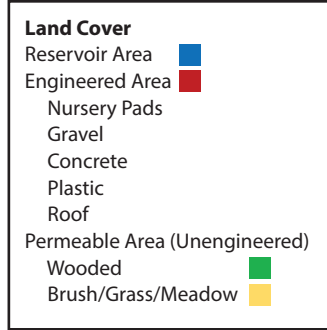 Land Cover
Reservoir Area
Engineered Area
Nursery Pads
Gravel
Concrete
Plastic
Roof
Permeable Area (Unengineered)
Wooded
Brush/Grass/Meadow